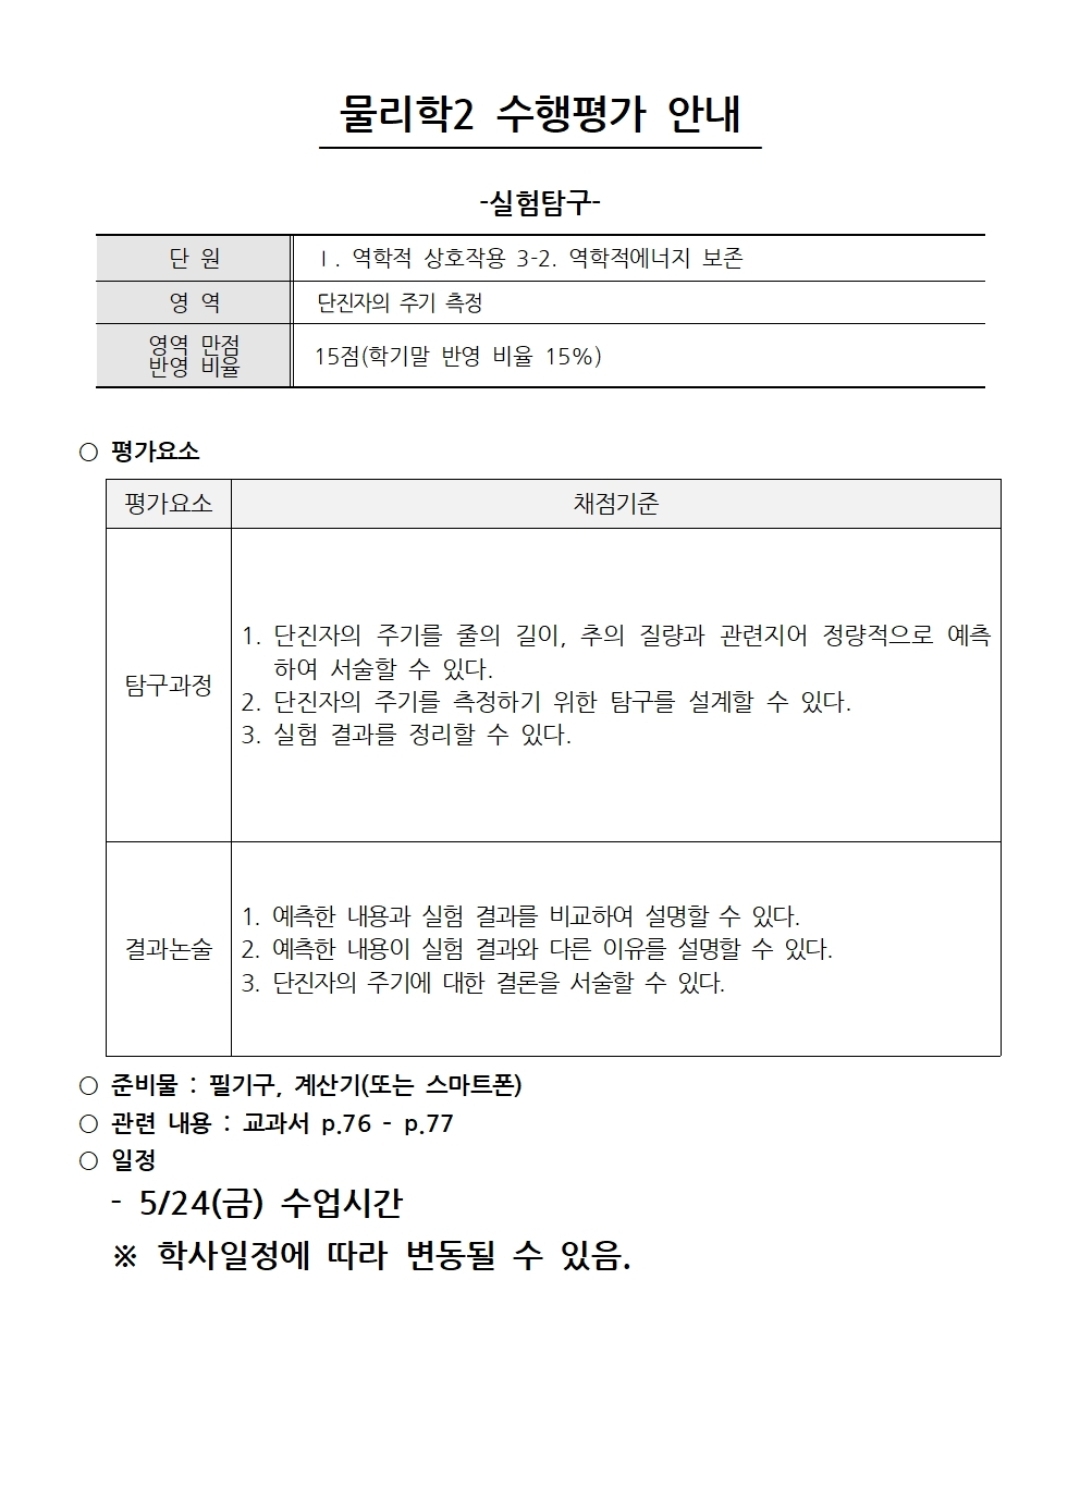 물리학2 수행평가 안내
-실험탐구-
단 원
Ⅰ. 역학적 상호작용 3-2. 역학적에너지 보존
영 역
단진자의 주기 측정
영역 만점
반영 비율
15점(학기말 반영 비율 15%)
○ 평가요소
평가요소
채점기준
탐구과정
1. 단진자의 주기를 줄의 길이, 추의 질량과 관련지어 정량적으로 예측
하여 서술할 수 있다.
2. 단진자의 주기를 측정하기 위한 탐구를 설계할 수 있다.
3. 실험 결과를 정리할 수 있다.
결과논술
1. 예측한 내용과 실험 결과를 비교하여 설명할 수 있다.
2. 예측한 내용이 실험 결과와 다른 이유를 설명할 수 있다.
3. 단진자의 주기에 대한 결론을 서술할 수 있다.
○ 준비물 : 필기구, 계산기(또는 스마트폰)
○ 관련 내용 : 교과서 p.76 - p.77
○ 일정
- 5/24(금) 수업시간
※ 학사일정에 따라 변동될 수 있음.